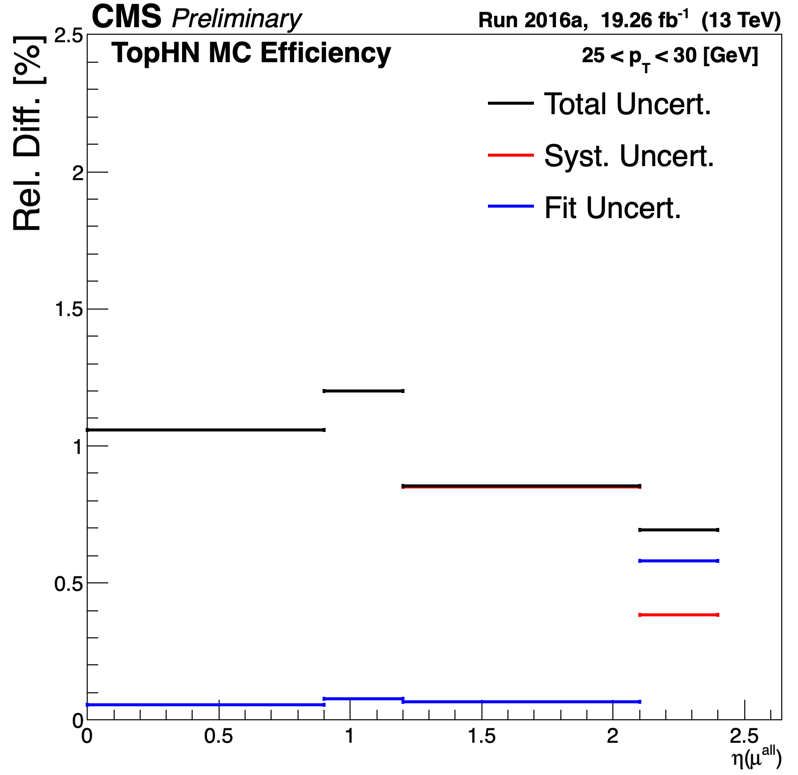 CMS Preliminary
Run 2016a, 19.26 fb⁻¹ (13 TeV)
TopHN MC Efficiency
25 < p_T < 30 [GeV]
Total Uncert.
Syst. Uncert.
Fit Uncert.
Rel. Diff. [%]
2.5
2
1.5
1
0.5
0
0 0.5 1 1.5 2 2.5
η(μ^all)